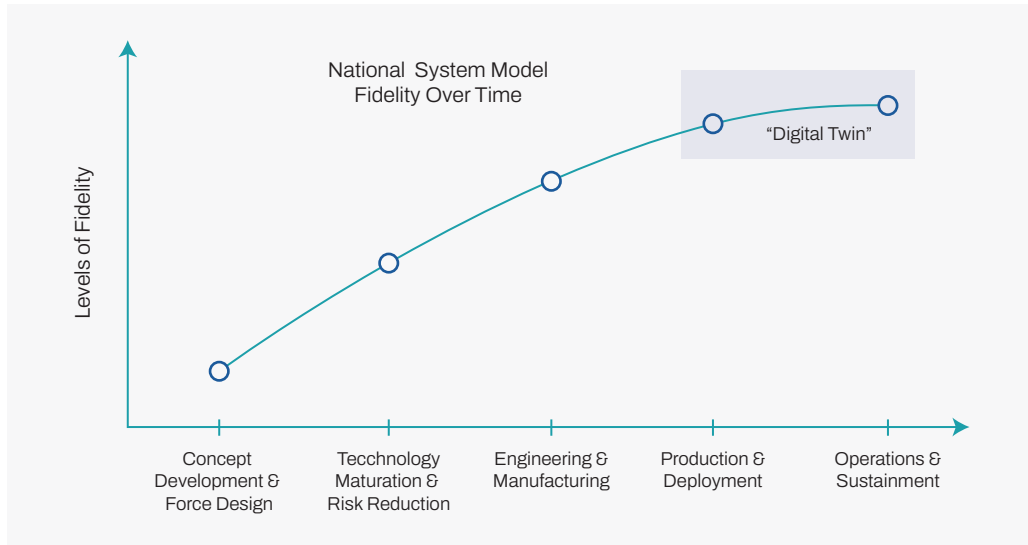 National System Model
Fidelity Over Time
“Digital Twin”
Levels of Fidelity
Concept
Development &
Force Design
Tecchnology
Maturation &
Risk Reduction
Engineering &
Manufacturing
Production &
Deployment
Operations &
Sustainment